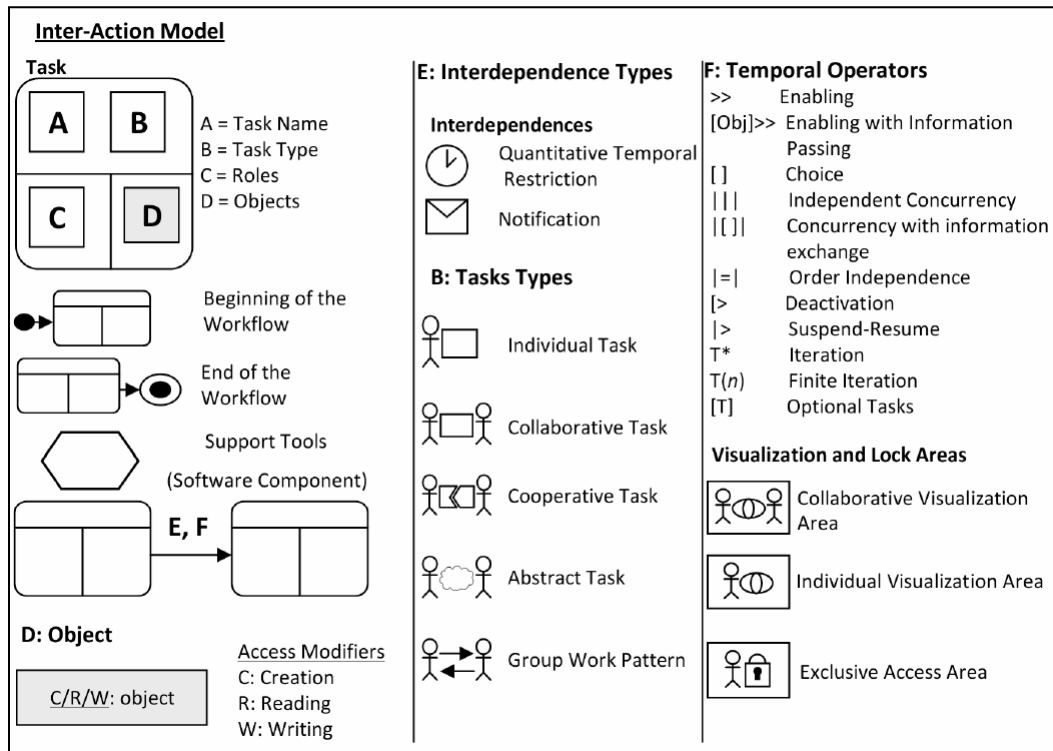 Inter-Action Model
Task
A
B
C
D
A = Task Name
B = Task Type
C = Roles
D = Objects
Beginning of the
Workflow
End of the
Workflow
Support Tools
(Software Component)
E, F
D: Object
C/R/W: object
Access Modifiers
C: Creation
R: Reading
W: Writing
E: Interdependence Types
Interdependences
Quantitative Temporal
Restriction
Notification
B: Tasks Types
Individual Task
Collaborative Task
Cooperative Task
Abstract Task
Group Work Pattern
F: Temporal Operators
>> Enabling
[Obj]>> Enabling with Information
Passing
[ ] Choice
||| Independent Concurrency
|[ ]| Concurrency with information
exchange
|=| Order Independence
[> Deactivation
|> Suspend-Resume
T* Iteration
T(n) Finite Iteration
[T] Optional Tasks
Visualization and Lock Areas
Collaborative Visualization
Area
Individual Visualization Area
Exclusive Access Area